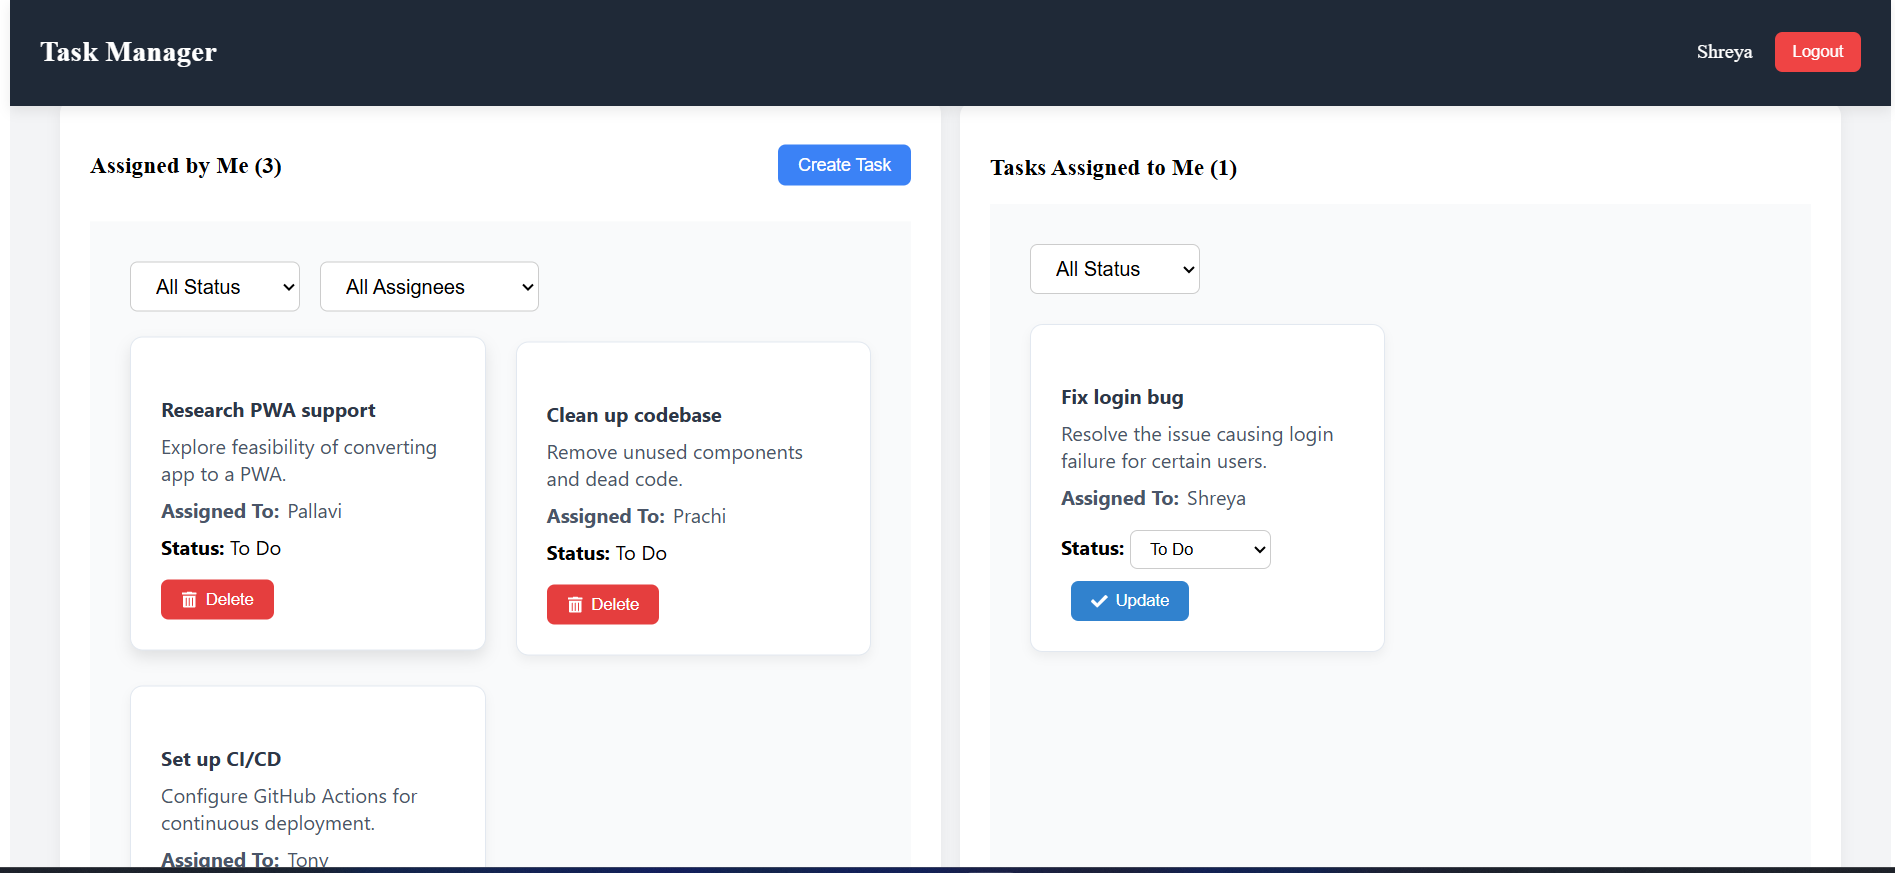 Task Manager
Shreya
Logout
Assigned by Me (3)
Create Task
All Status
All Assignees
Research PWA support
Explore feasibility of converting
app to a PWA.
Assigned To: Pallavi
Status: To Do
Delete
Clean up codebase
Remove unused components
and dead code.
Assigned To: Prachi
Status: To Do
Delete
Set up CI/CD
Configure GitHub Actions for
continuous deployment.
Assigned To: Tony
Tasks Assigned to Me (1)
All Status
Fix login bug
Resolve the issue causing login
failure for certain users.
Assigned To: Shreya
Status: To Do
Update